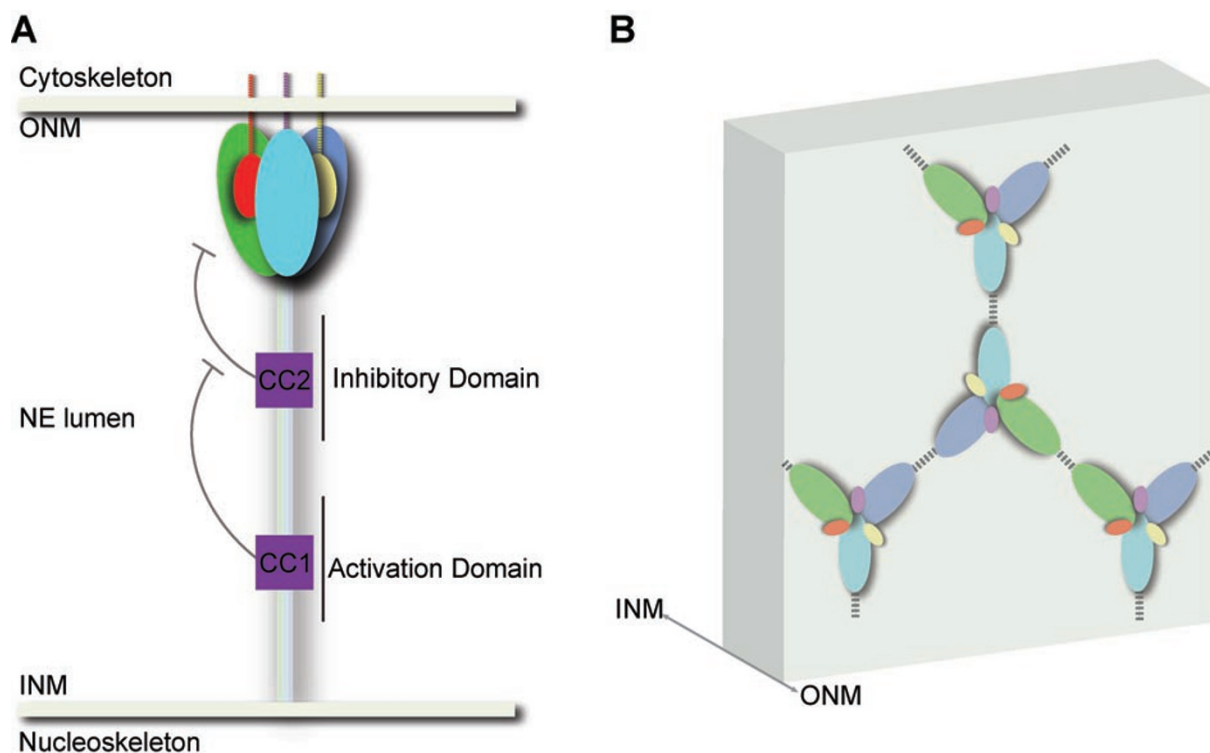 A
Cytoskeleton
ONM
CC2
Inhibitory Domain
NE lumen
CC1
Activation Domain
INM
Nucleoskeleton
B
INM
ONM